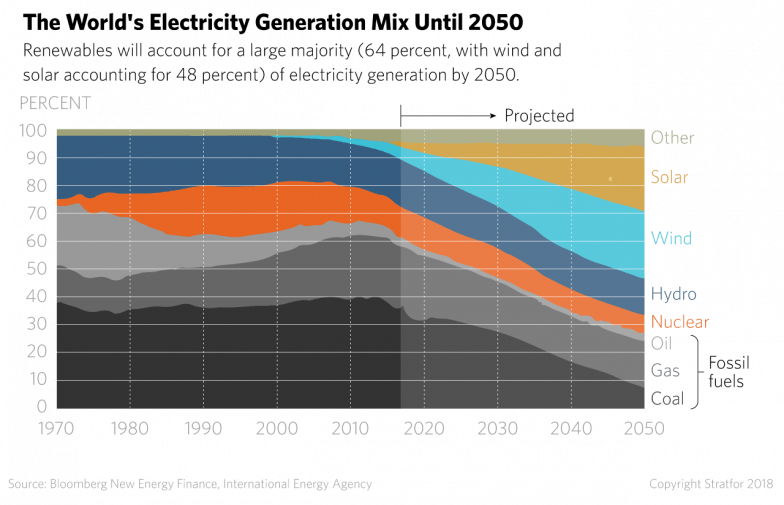 The World's Electricity Generation Mix Until 2050
Renewables will account for a large majority (64 percent, with wind and
solar accounting for 48 percent) of electricity generation by 2050.
PERCENT
Projected
100
90
80
70
60
50
40
30
20
10
0
Other
Solar
Wind
Hydro
Nuclear
Oil
Gas
Coal
Fossil
fuels
1970 1980 1990 2000 2010 2020 2030 2040 2050
Source: Bloomberg New Energy Finance, International Energy Agency
Copyright Stratfor 2018